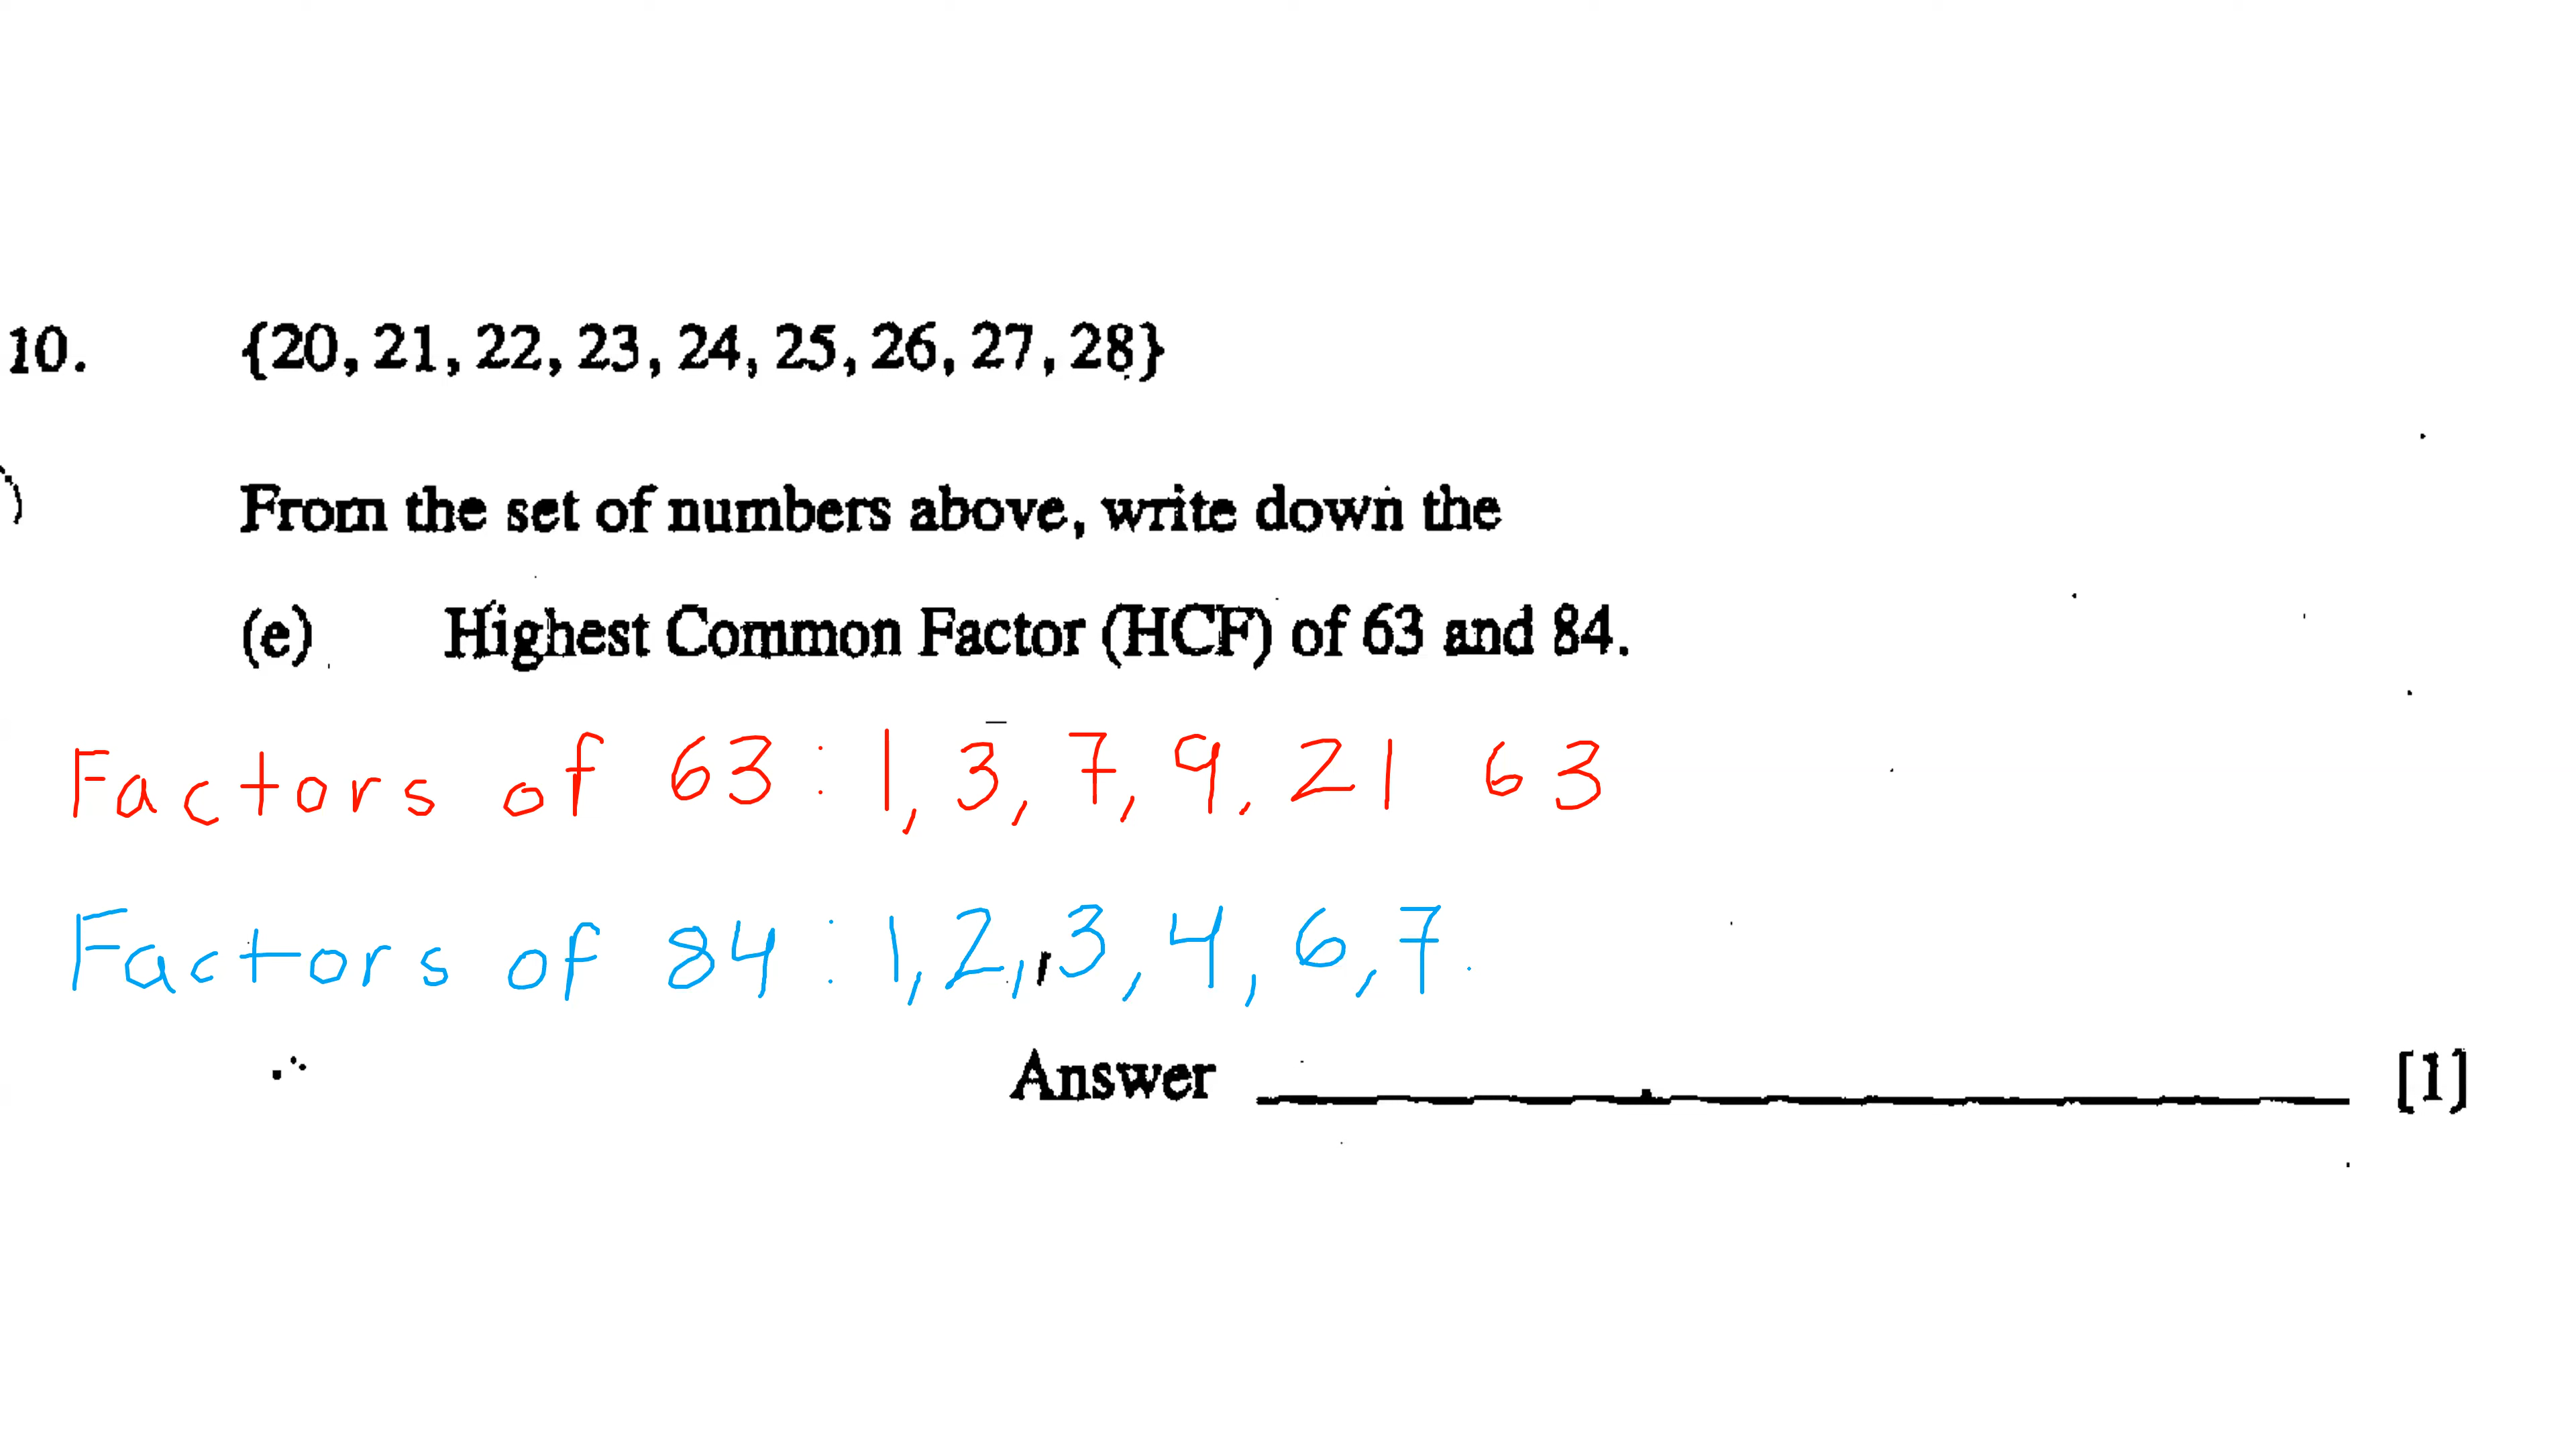 10. {20, 21, 22, 23, 24, 25, 26, 27, 28}
From the set of numbers above, write down the
(e) Highest Common Factor (HCF) of 63 and 84.
Factors of 63 : 1, 3, 7, 9, 21 63
Factors of 84 : 1, 2, 3, 4, 6, 7
Answer ____________ [1]